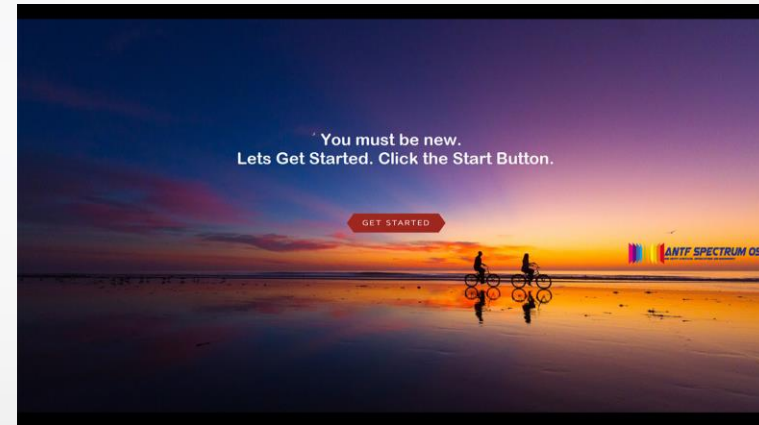 You must be new.
Lets Get Started. Click the Start Button.
GET STARTED
ANTF SPECTRUM OS